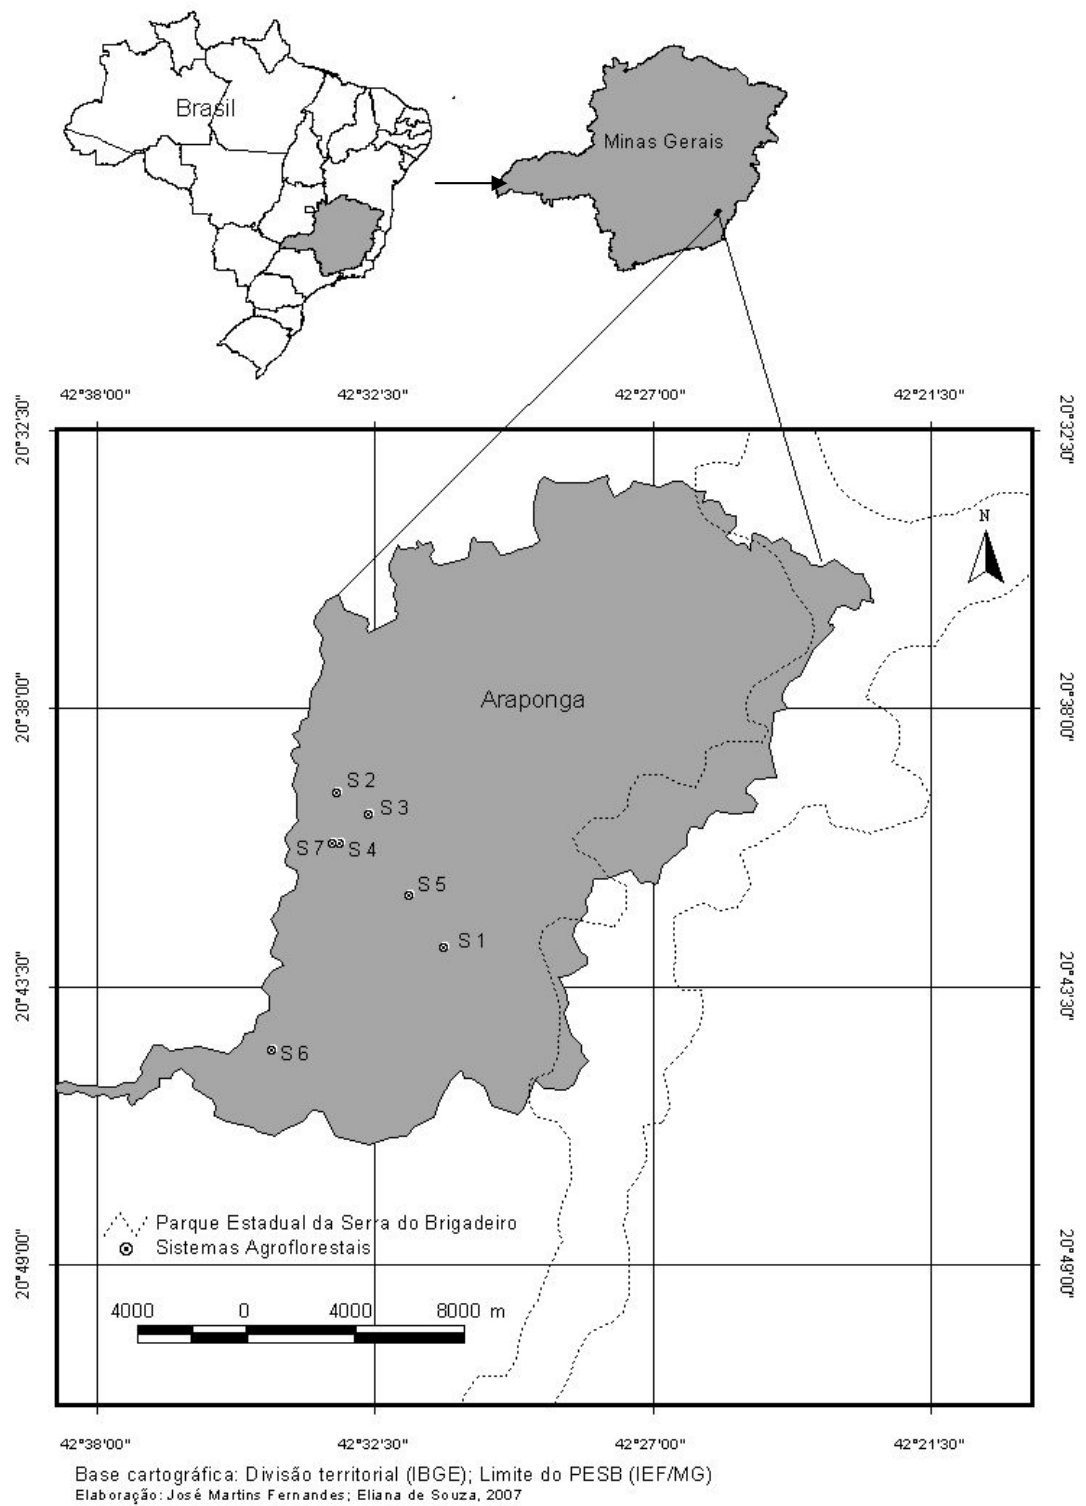 Brasil
Minas Gerais
42°38'00" 42°32'30" 42°27'00" 42°21'30"
20°32'30" 20°32'30"
N
Araponga
20°38'00" 20°38'00"
S 2
S 3
S 7 S 4
S 5
S 1
20°43'30" 20°43'30"
S 6
Parque Estadual da Serra do Brigadeiro
Sistemas Agroflorestais
20°49'00" 20°49'00"
4000 0 4000 8000 m
42°38'00" 42°32'30" 42°27'00" 42°21'30"
Base cartográfica: Divisão territorial (IBGE); Limite do PESB (IEF/MG)
Elaboração: José Martins Fernandes; Eliana de Souza, 2007